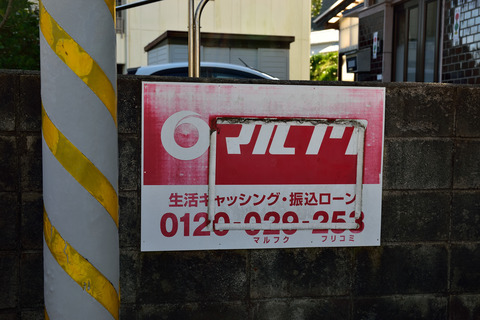 マルフク
生活キャッシング・振込ローン
0120-029-253
マルフク フリコミ